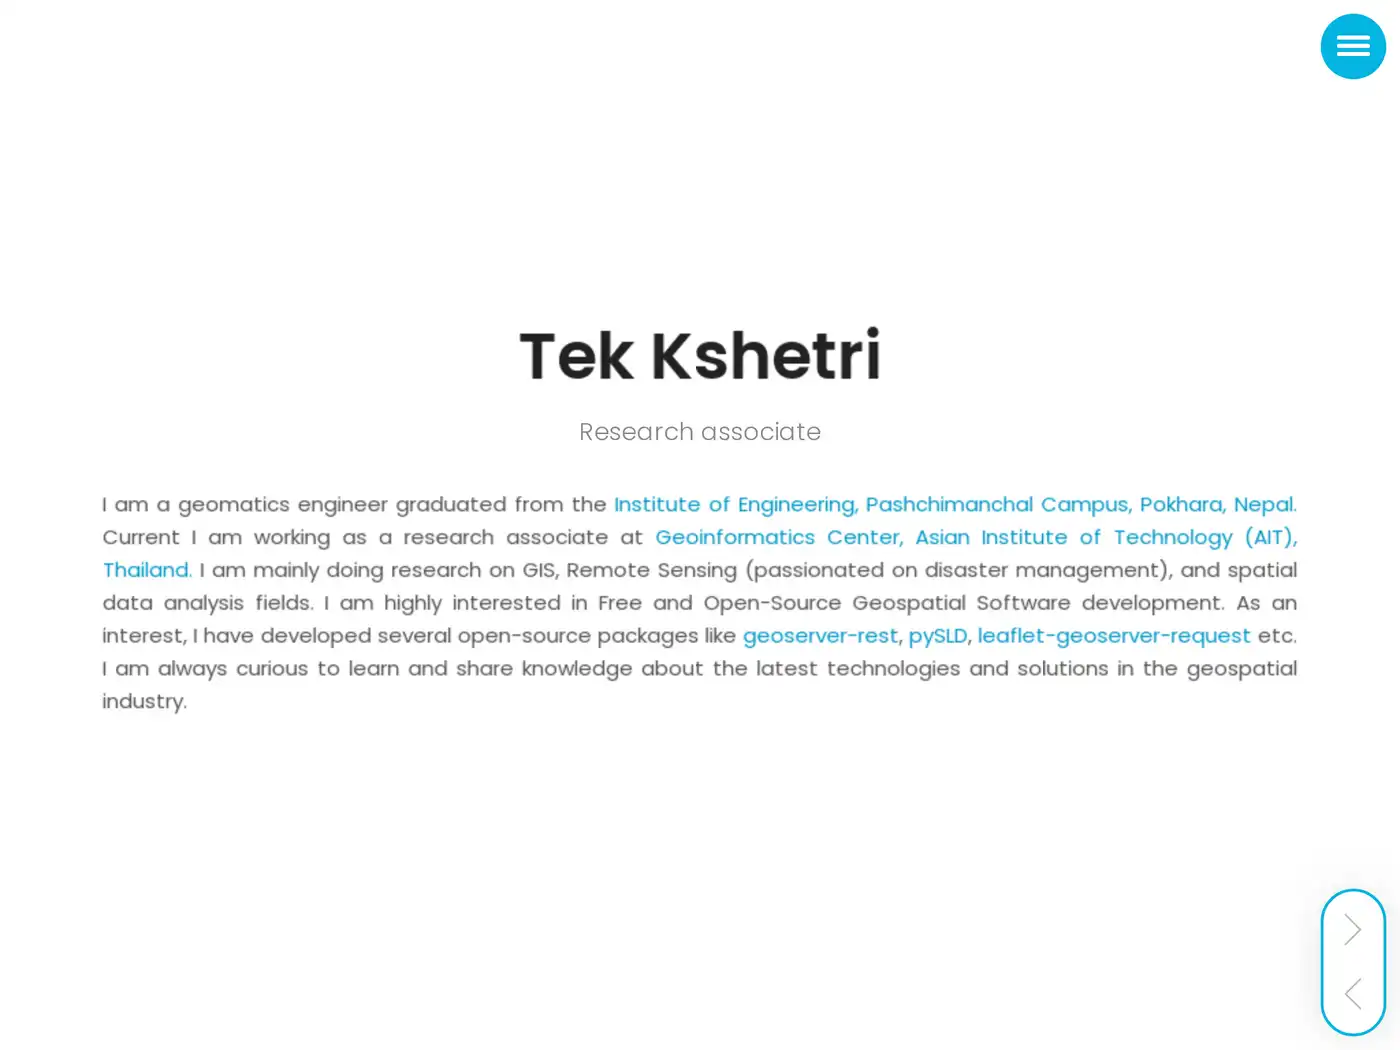 Tek Kshetri
Research associate
I am a geomatics engineer graduated from the Institute of Engineering, Pashchimanchal Campus, Pokhara, Nepal.
Current I am working as a research associate at Geoinformatics Center, Asian Institute of Technology (AIT),
Thailand. I am mainly doing research on GIS, Remote Sensing (passionated on disaster management), and spatial
data analysis fields. I am highly interested in Free and Open-Source Geospatial Software development. As an
interest, I have developed several open-source packages like geoserver-rest, pySLD, leaflet-geoserver-request etc.
I am always curious to learn and share knowledge about the latest technologies and solutions in the geospatial
industry.